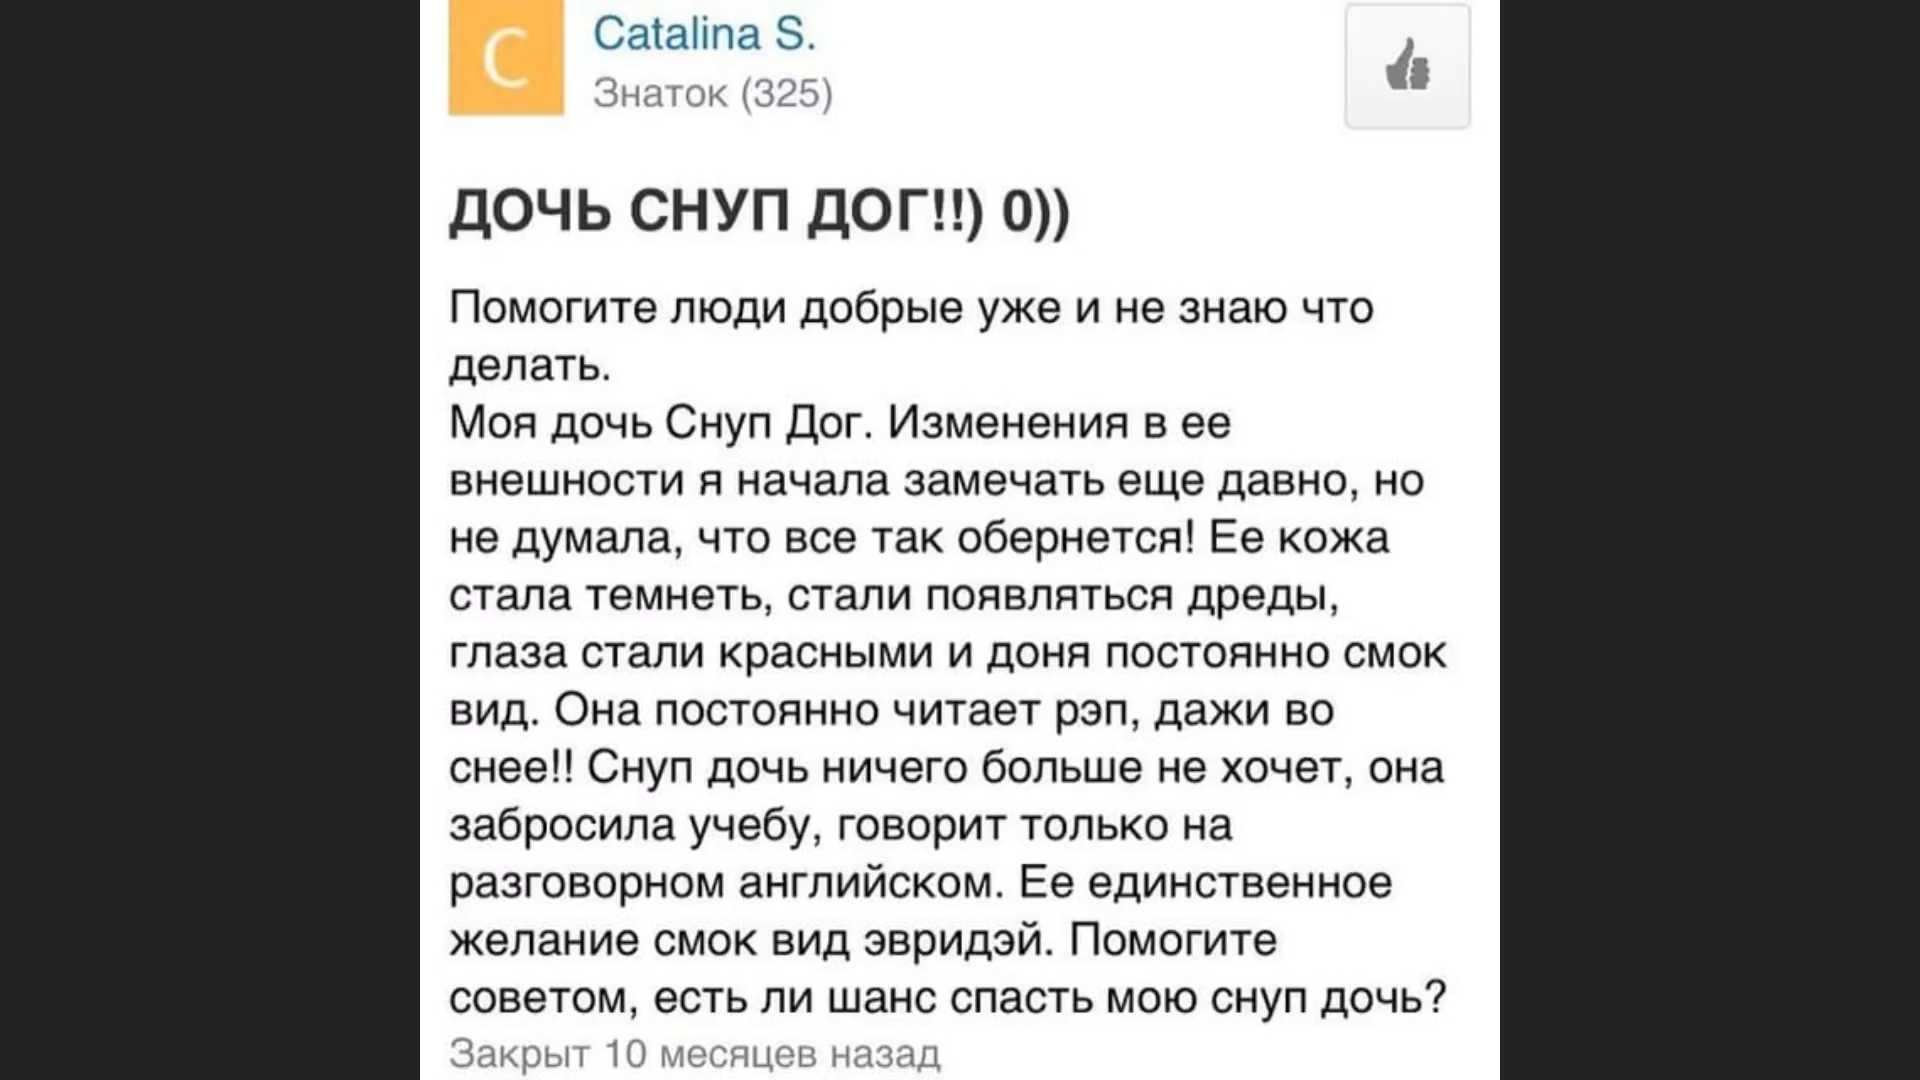 C
Catalina S.
Знаток (325)
ДОЧЬ СНУП ДОГ!!) 0))
Помогите люди добрые уже и не знаю что
делать.
Моя дочь Снуп Дог. Изменения в ее
внешности я начала замечать еще давно, но
не думала, что все так обернется! Ее кожа
стала темнеть, стали появляться дреды,
глаза стали красными и доня постоянно смок
вид. Она постоянно читает рэп, дажи во
снее!! Снуп дочь ничего больше не хочет, она
забросила учебу, говорит только на
разговорном английском. Ее единственное
желание смок вид эвридэй. Помогите
советом, есть ли шанс спасть мою снуп дочь?
Закрыт 10 месяцев назад